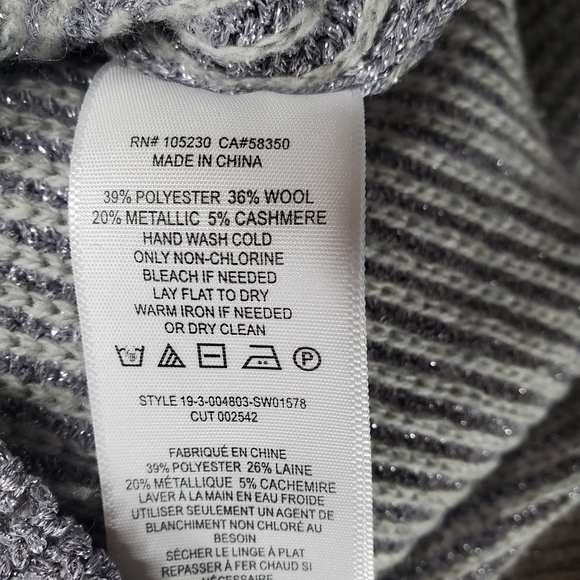 RN# 105230 CA#58350
MADE IN CHINA
39% POLYESTER 36% WOOL
20% METALLIC 5% CASHMERE
HAND WASH COLD
ONLY NON-CHLORINE
BLEACH IF NEEDED
LAY FLAT TO DRY
WARM IRON IF NEEDED
OR DRY CLEAN
P
STYLE 19-3-004803-SW01578
CUT 002542
FABRIQUÉ EN CHINE
39% POLYESTER 26% LAINE
20% MÉTALLIQUE 5% CACHEMIRE
LAVER À LA MAIN EN EAU FROIDE
UTILISER SEULEMENT UN AGENT DE
BLANCHIMENT NON CHLORÉ AU
BESOIN
SÉCHER LE LINGE À PLAT
REPASSER À FER CHAUD SI
NÉCESSAIRE